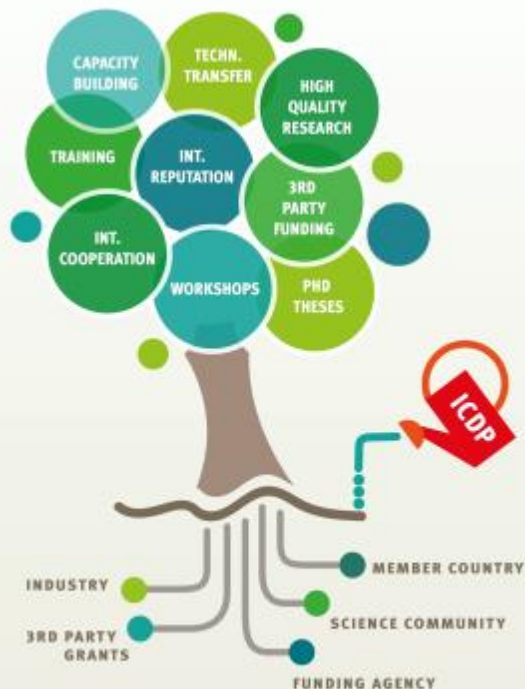 CAPACITY
BUILDING
TECHN.
TRANSFER
HIGH
QUALITY
RESEARCH
TRAINING
INT.
REPUTATION
3RD
PARTY
FUNDING
INT.
COOPERATION
WORKSHOPS
PHD
THESES
ICDP
INDUSTRY
3RD PARTY
GRANTS
MEMBER COUNTRY
SCIENCE COMMUNITY
FUNDING AGENCY